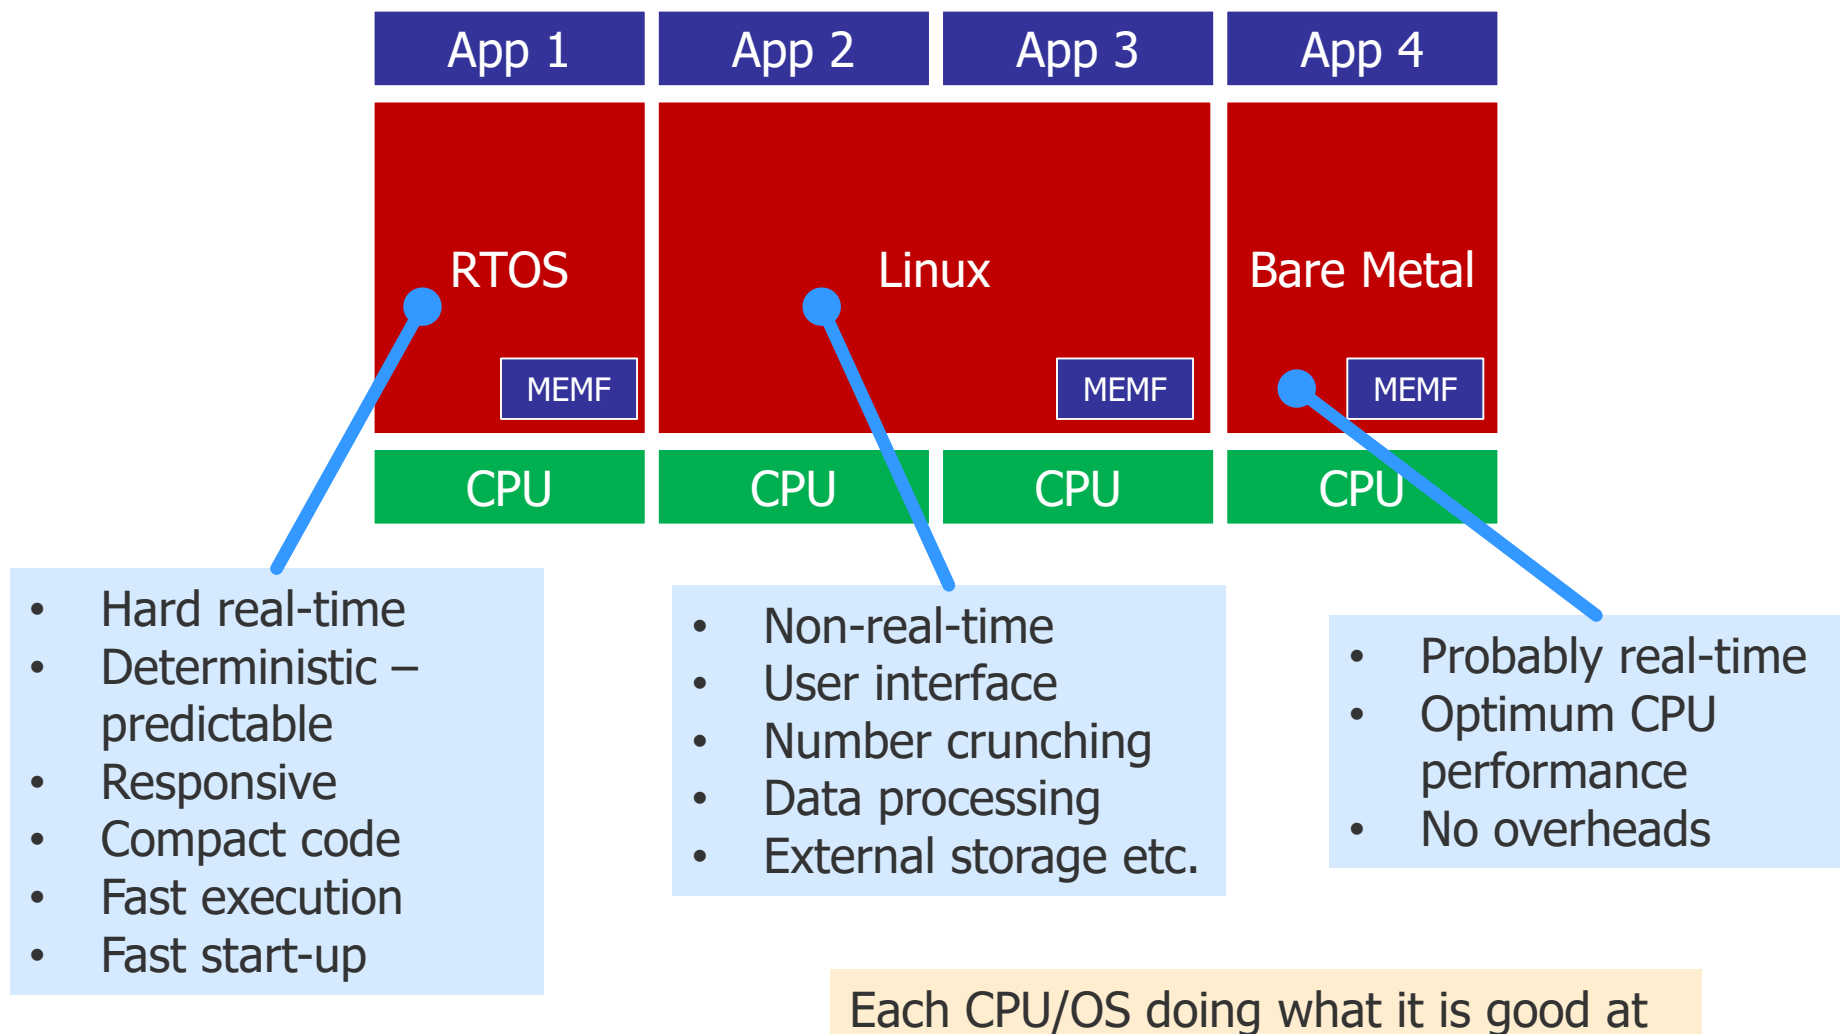 App 1
App 2
App 3
App 4
RTOS
Linux
Bare Metal
MEMF
MEMF
MEMF
CPU
CPU
CPU
CPU
• Hard real-time
• Deterministic –
predictable
• Responsive
• Compact code
• Fast execution
• Fast start-up
• Non-real-time
• User interface
• Number crunching
• Data processing
• External storage etc.
• Probably real-time
• Optimum CPU
performance
• No overheads
Each CPU/OS doing what it is good at